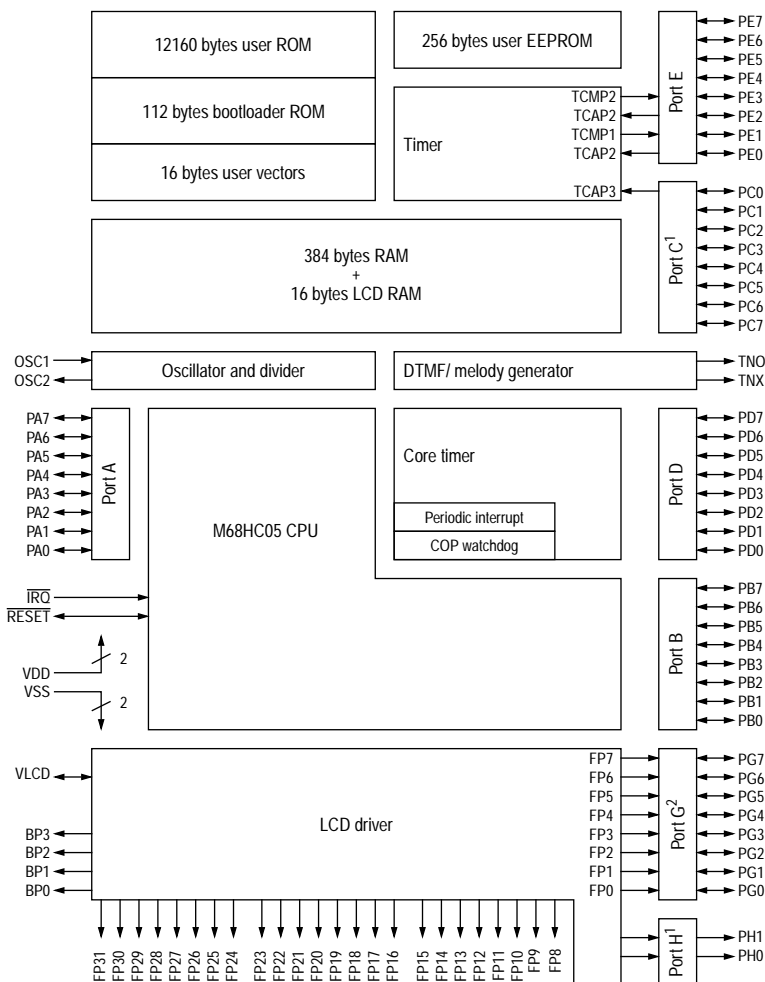 12160 bytes user ROM
112 bytes bootloader ROM
16 bytes user vectors
256 bytes user EEPROM
Timer
TCMP2
TCAP2
TCMP1
TCAP2
TCAP3
Port E
PE7
PE6
PE5
PE4
PE3
PE2
PE1
PE0
Port C1
PC0
PC1
PC2
PC3
PC4
PC5
PC6
PC7
384 bytes RAM
+
16 bytes LCD RAM
OSC1
OSC2
Oscillator and divider
DTMF/ melody generator
TNO
TNX
PA7
PA6
PA5
PA4
PA3
PA2
PA1
PA0
Port A
M68HC05 CPU
Core timer
Periodic interrupt
COP watchdog
Port D
PD7
PD6
PD5
PD4
PD3
PD2
PD1
PD0
IRQ
RESET
VDD
2
VSS
2
Port B
PB7
PB6
PB5
PB4
PB3
PB2
PB1
PB0
VLCD
BP3
BP2
BP1
BP0
LCD driver
FP7
FP6
FP5
FP4
FP3
FP2
FP1
FP0
Port G2
PG7
PG6
PG5
PG4
PG3
PG2
PG1
PG0
FP31
FP30
FP29
FP28
FP27
FP26
FP25
FP24
FP23
FP22
FP21
FP20
FP19
FP18
FP17
FP16
FP15
FP14
FP13
FP12
FP11
FP10
FP9
FP8
Port H1
PH1
PH0